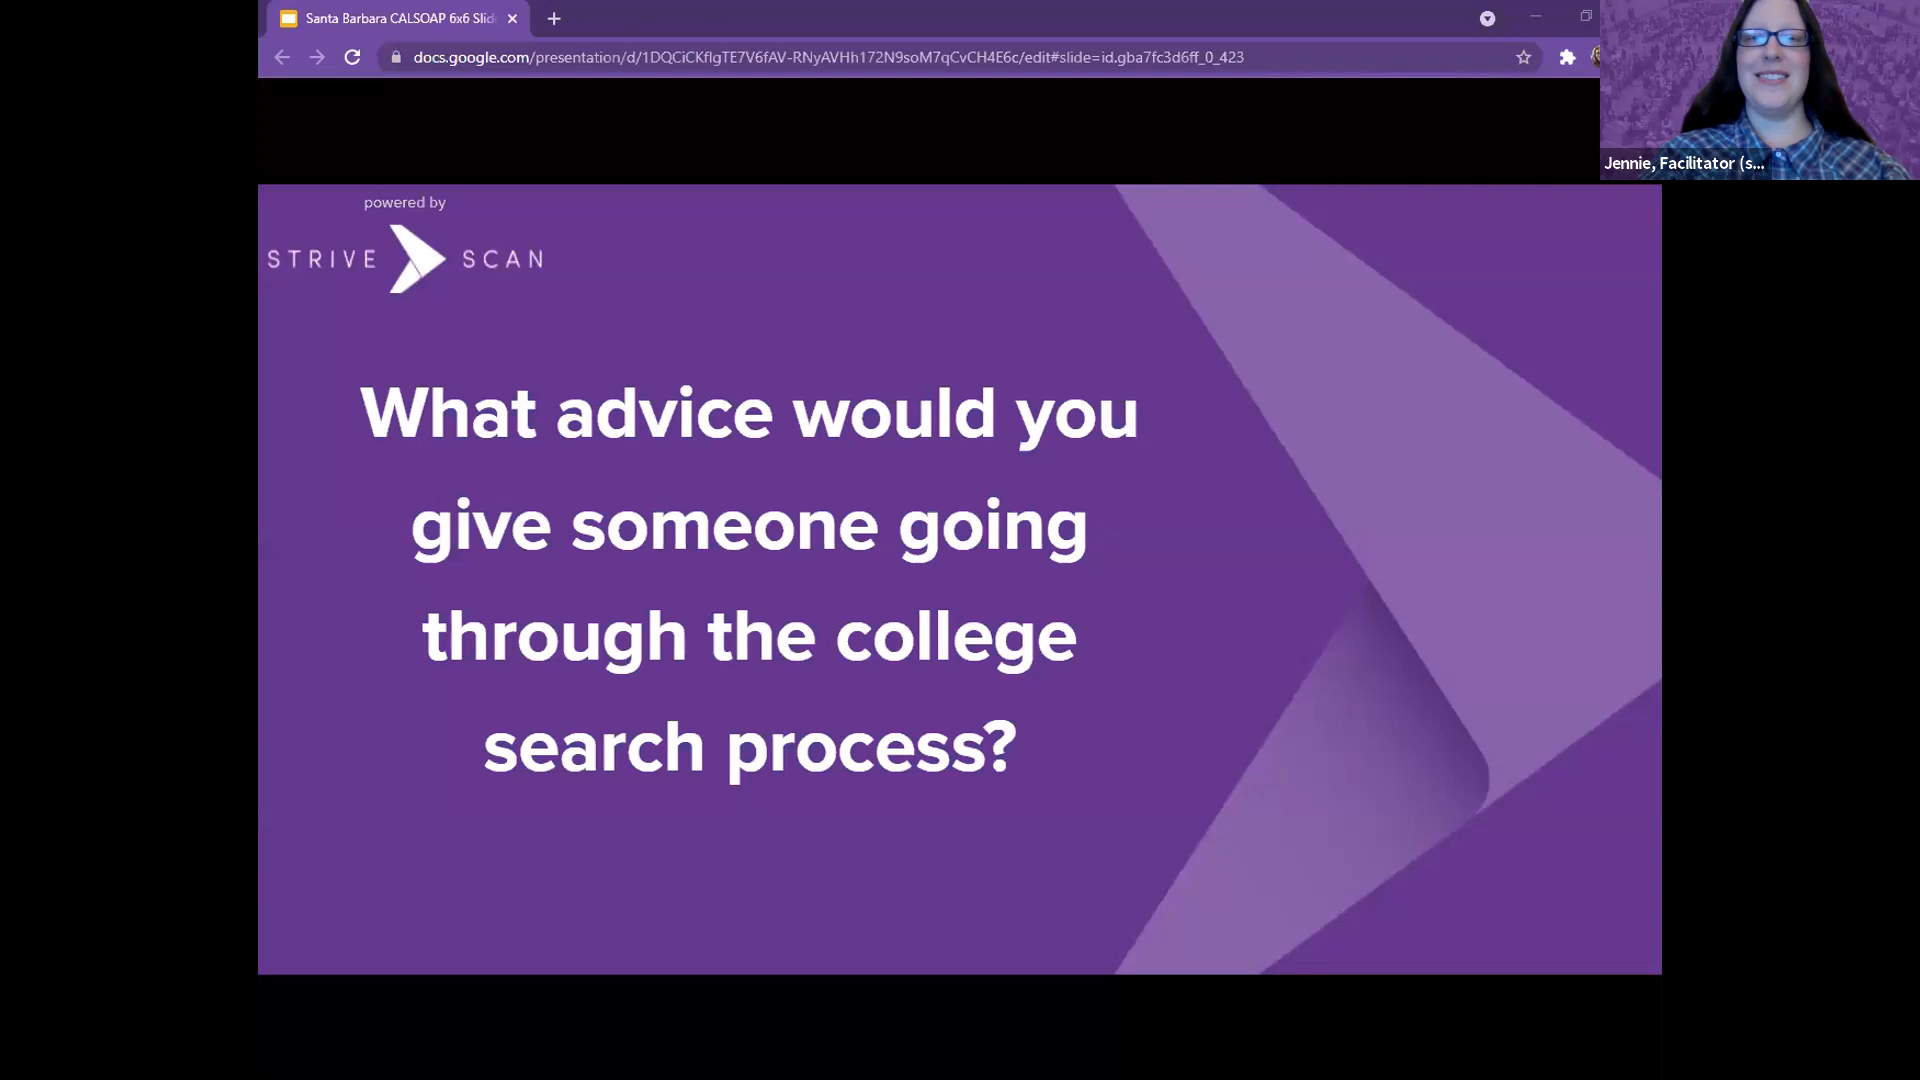 Santa Barbara CALSOAP 6x6 Slid
docs.google.com/presentation/d/1DQCiCKflgTE7V6fAV-RNyAVHh172N9soM7qCvCH4E6c/edit#slide=id.gba7fc3d6ff_0_423
Jennie, Facilitator (s...
powered by
STRIVE SCAN
What advice would you
give someone going
through the college
search process?